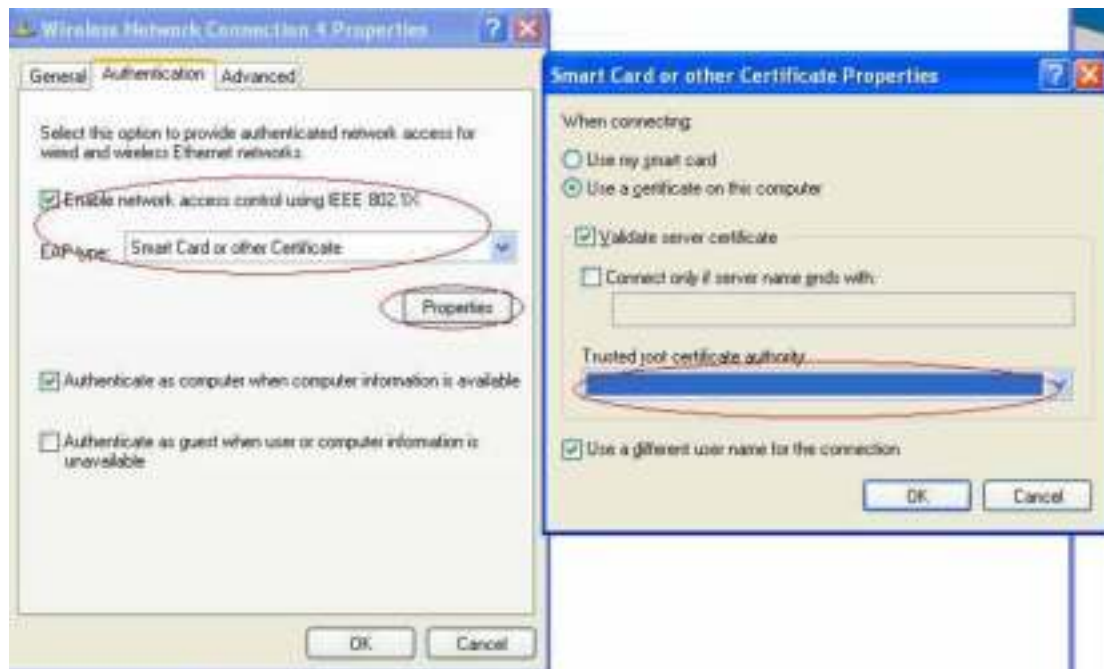 Wireless Network Connection 4 Properties
General
Authentication
Advanced
Select this option to provide authenticated network access for
wired and wireless Ethernet networks.
Enable network access control using IEEE 802.1X
EAP type:
Smart Card or other Certificate
Properties
Authenticate as computer when computer information is available
Authenticate as guest when user or computer information is
unavailable
OK
Cancel
Smart Card or other Certificate Properties
When connecting:
Use my smart card
Use a certificate on this computer
Validate server certificate
Connect only if server name ends with:
Trusted root certificate authority:
Use a different user name for the connection
OK
Cancel